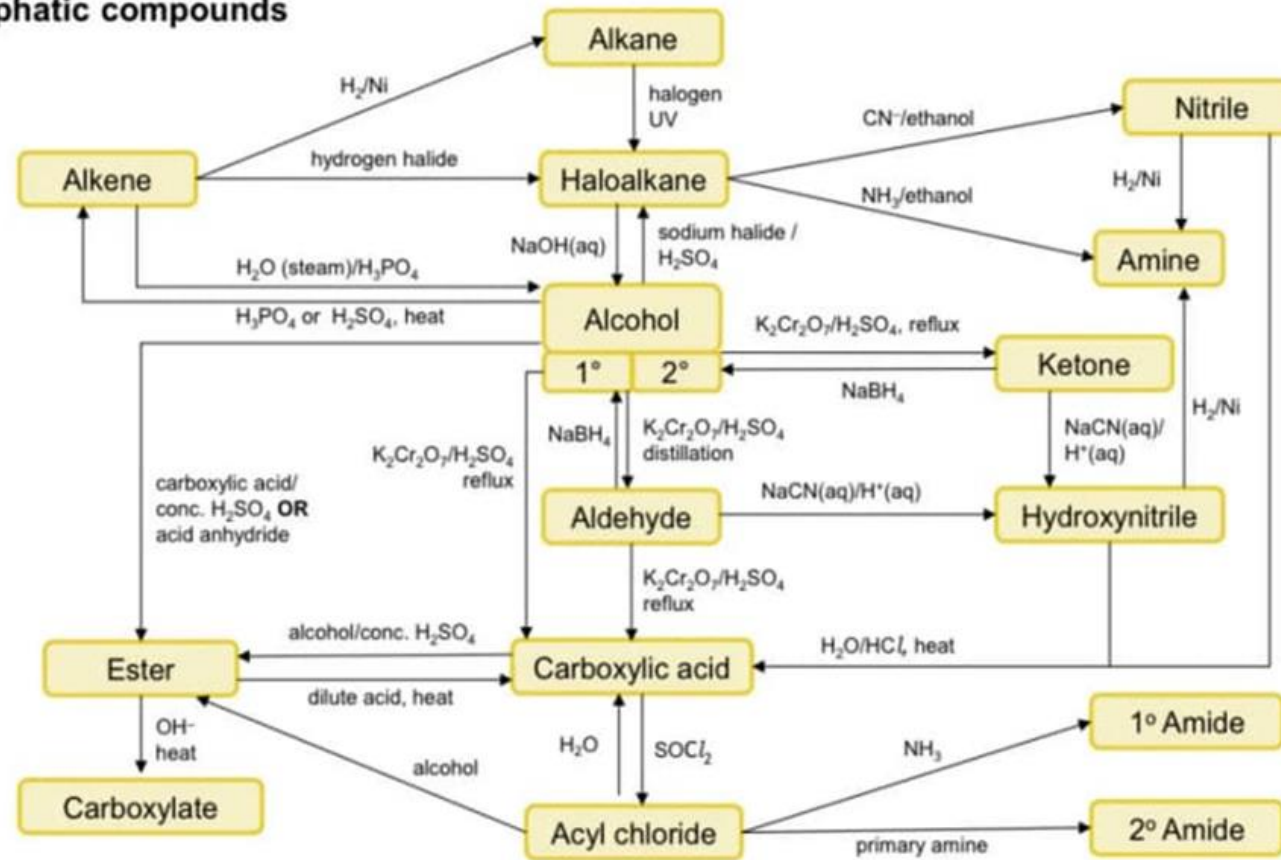 phatic compounds
Alkane
H₂/Ni
halogen
UV
CN⁻/ethanol
Nitrile
Alkene
hydrogen halide
Haloalkane
H₂/Ni
NH₃/ethanol
NaOH(aq)
sodium halide /
H₂SO₄
Amine
H₂O (steam)/H₃PO₄
H₃PO₄ or H₂SO₄, heat
Alcohol
1°
2°
K₂Cr₂O₇/H₂SO₄, reflux
Ketone
NaBH₄
H₂/Ni
NaBH₄
K₂Cr₂O₇/H₂SO₄
distillation
NaCN(aq)/
H⁺(aq)
K₂Cr₂O₇/H₂SO₄
reflux
carboxylic acid/
conc. H₂SO₄ OR
acid anhydride
Aldehyde
NaCN(aq)/H⁺(aq)
Hydroxynitrile
K₂Cr₂O₇/H₂SO₄
reflux
alcohol/conc. H₂SO₄
H₂O/HCl, heat
Ester
Carboxylic acid
dilute acid, heat
OH⁻
heat
H₂O
SOCl₂
NH₃
1º Amide
alcohol
Carboxylate
Acyl chloride
primary amine
2º Amide